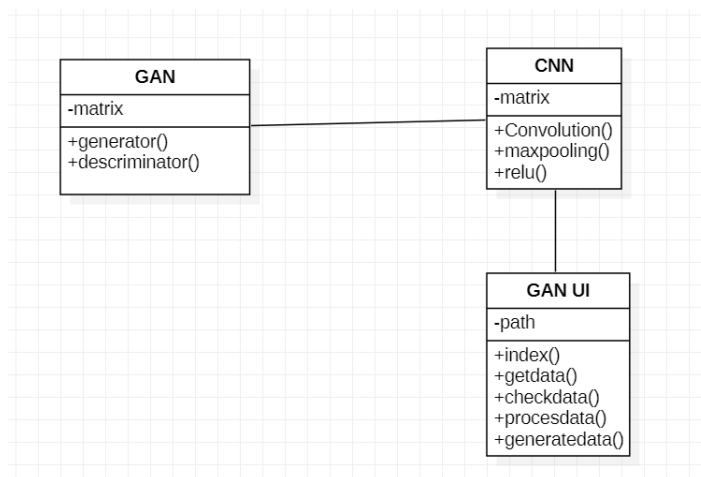 GAN
-matrix
+generator()
+descriminator()
CNN
-matrix
+Convolution()
+maxpooling()
+relu()
GAN UI
-path
+index()
+getdata()
+checkdata()
+procesdata()
+generatedata()